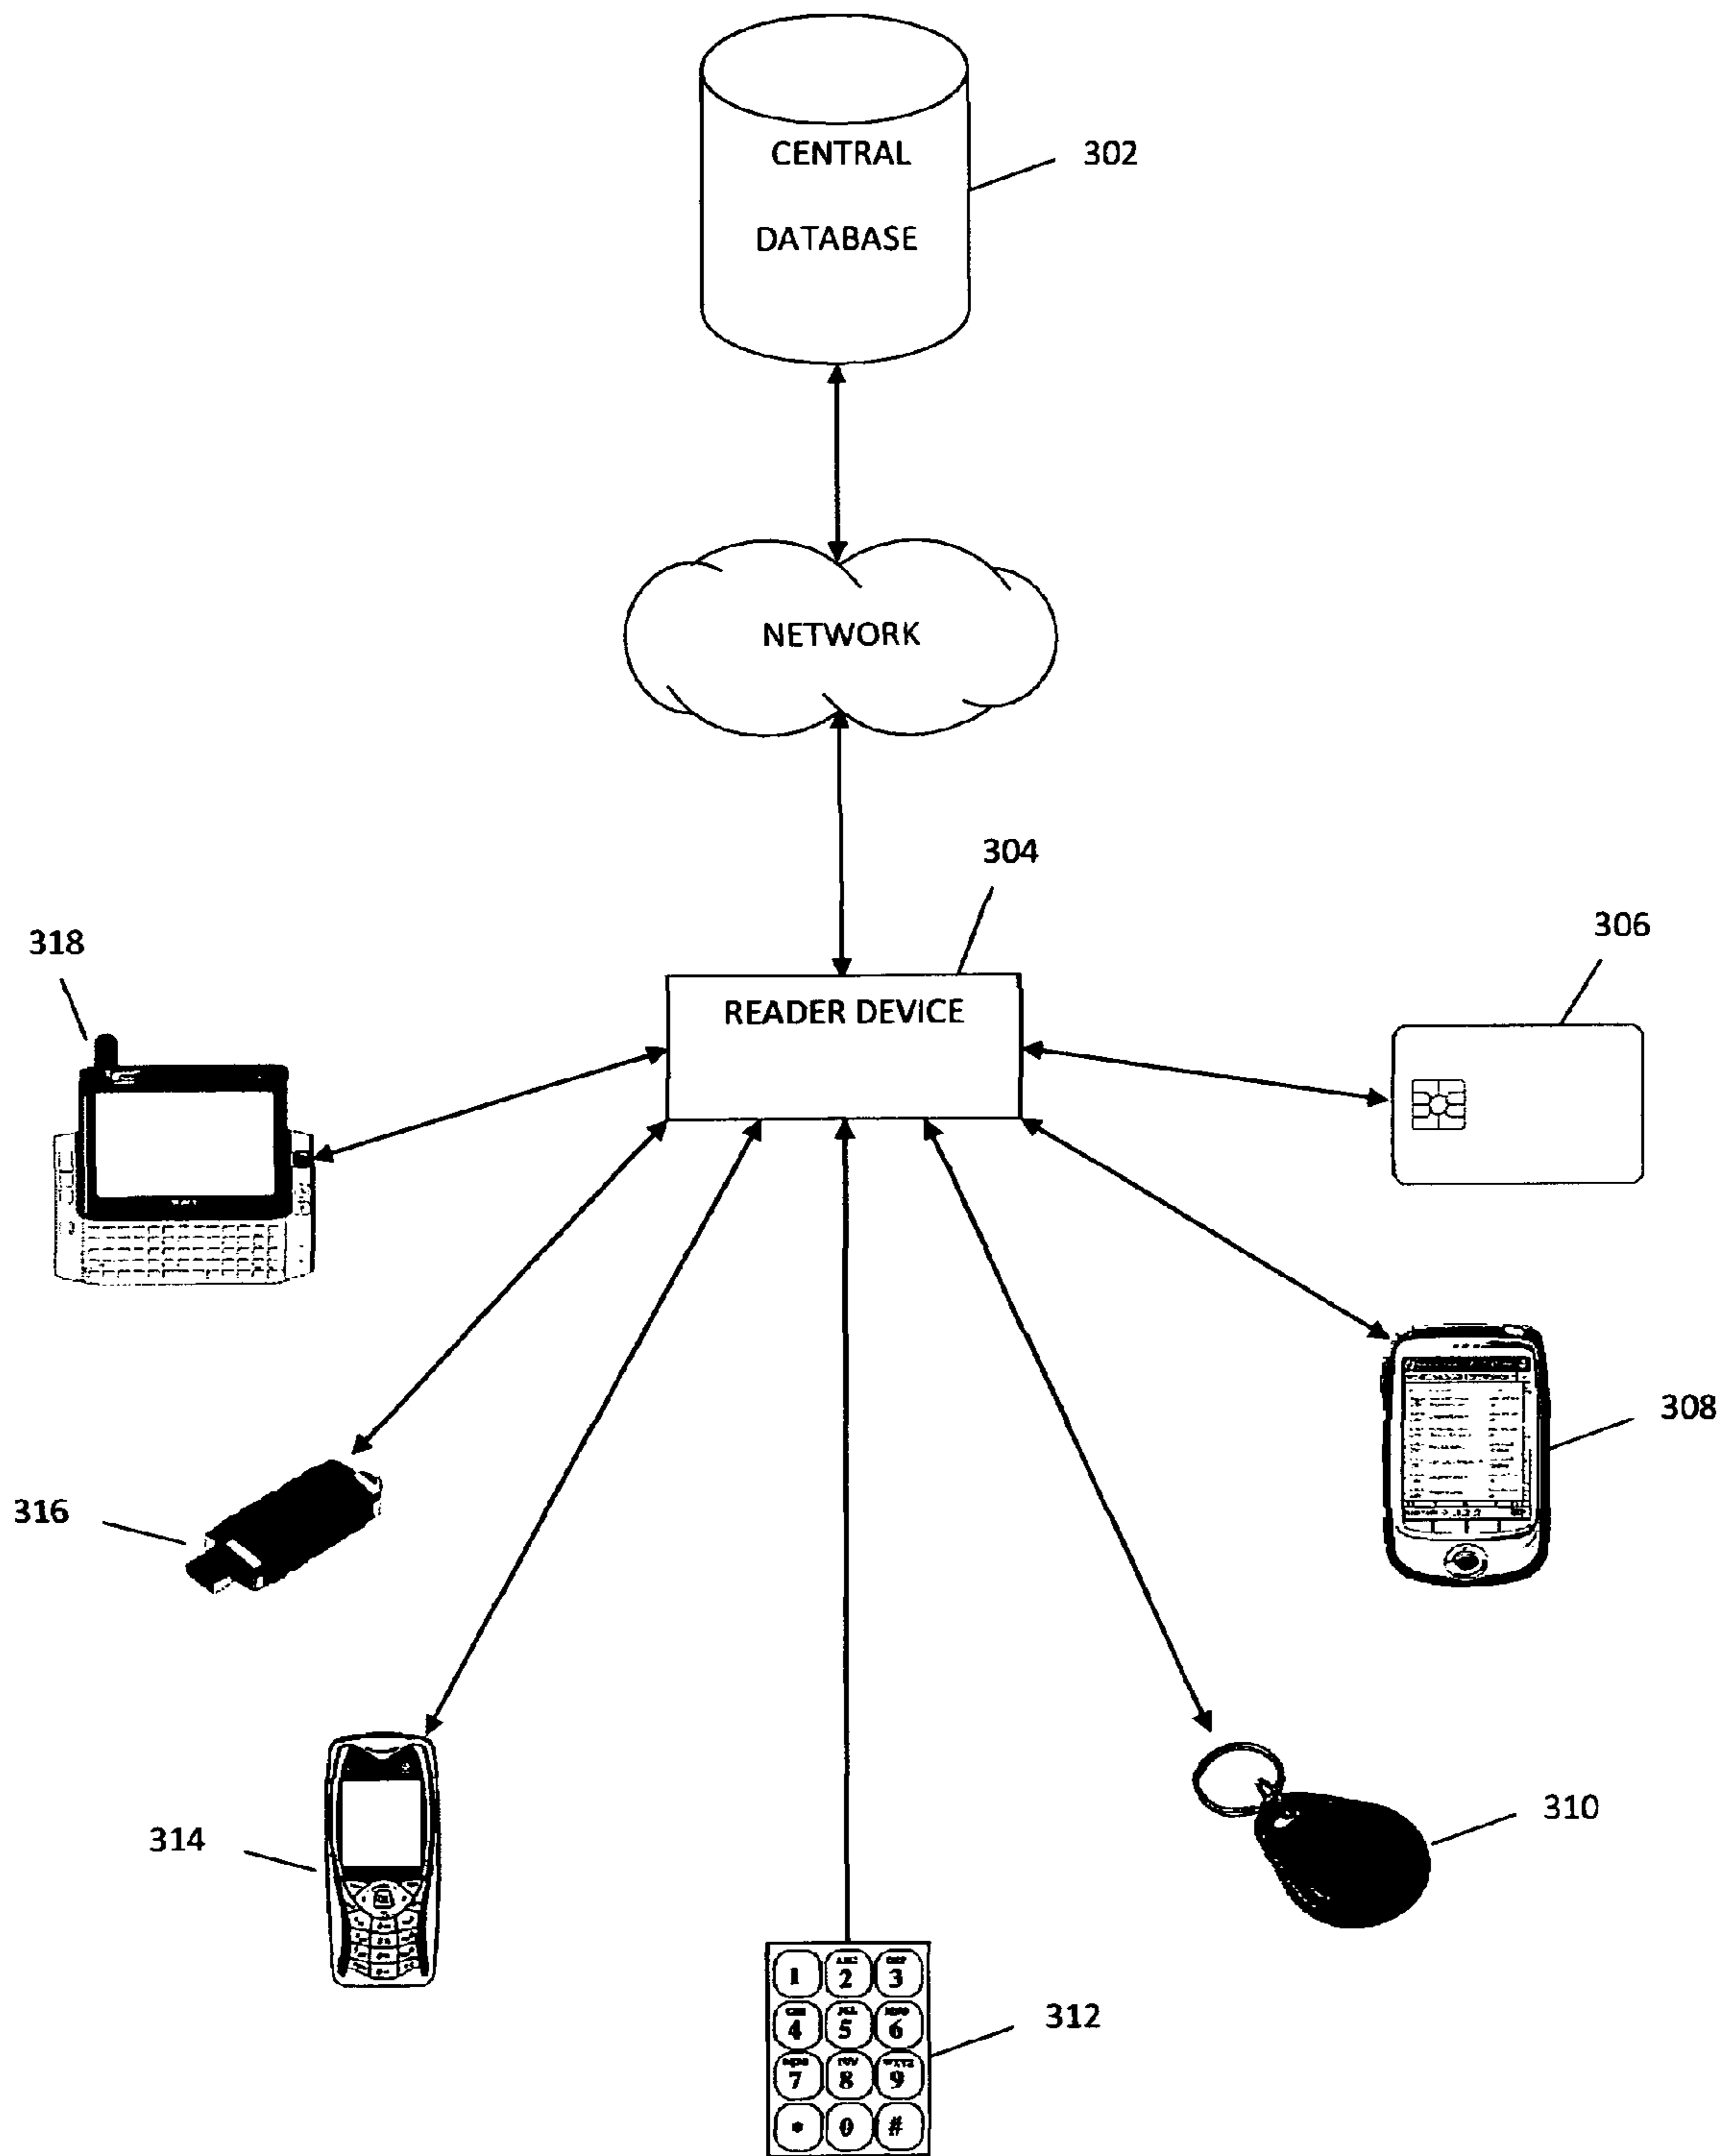 CENTRAL
302
DATABASE
NETWORK
304
READER DEVICE
306
318
308
316
310
314
312
1 2 3
4 5 6
7 8 9
* 0 #